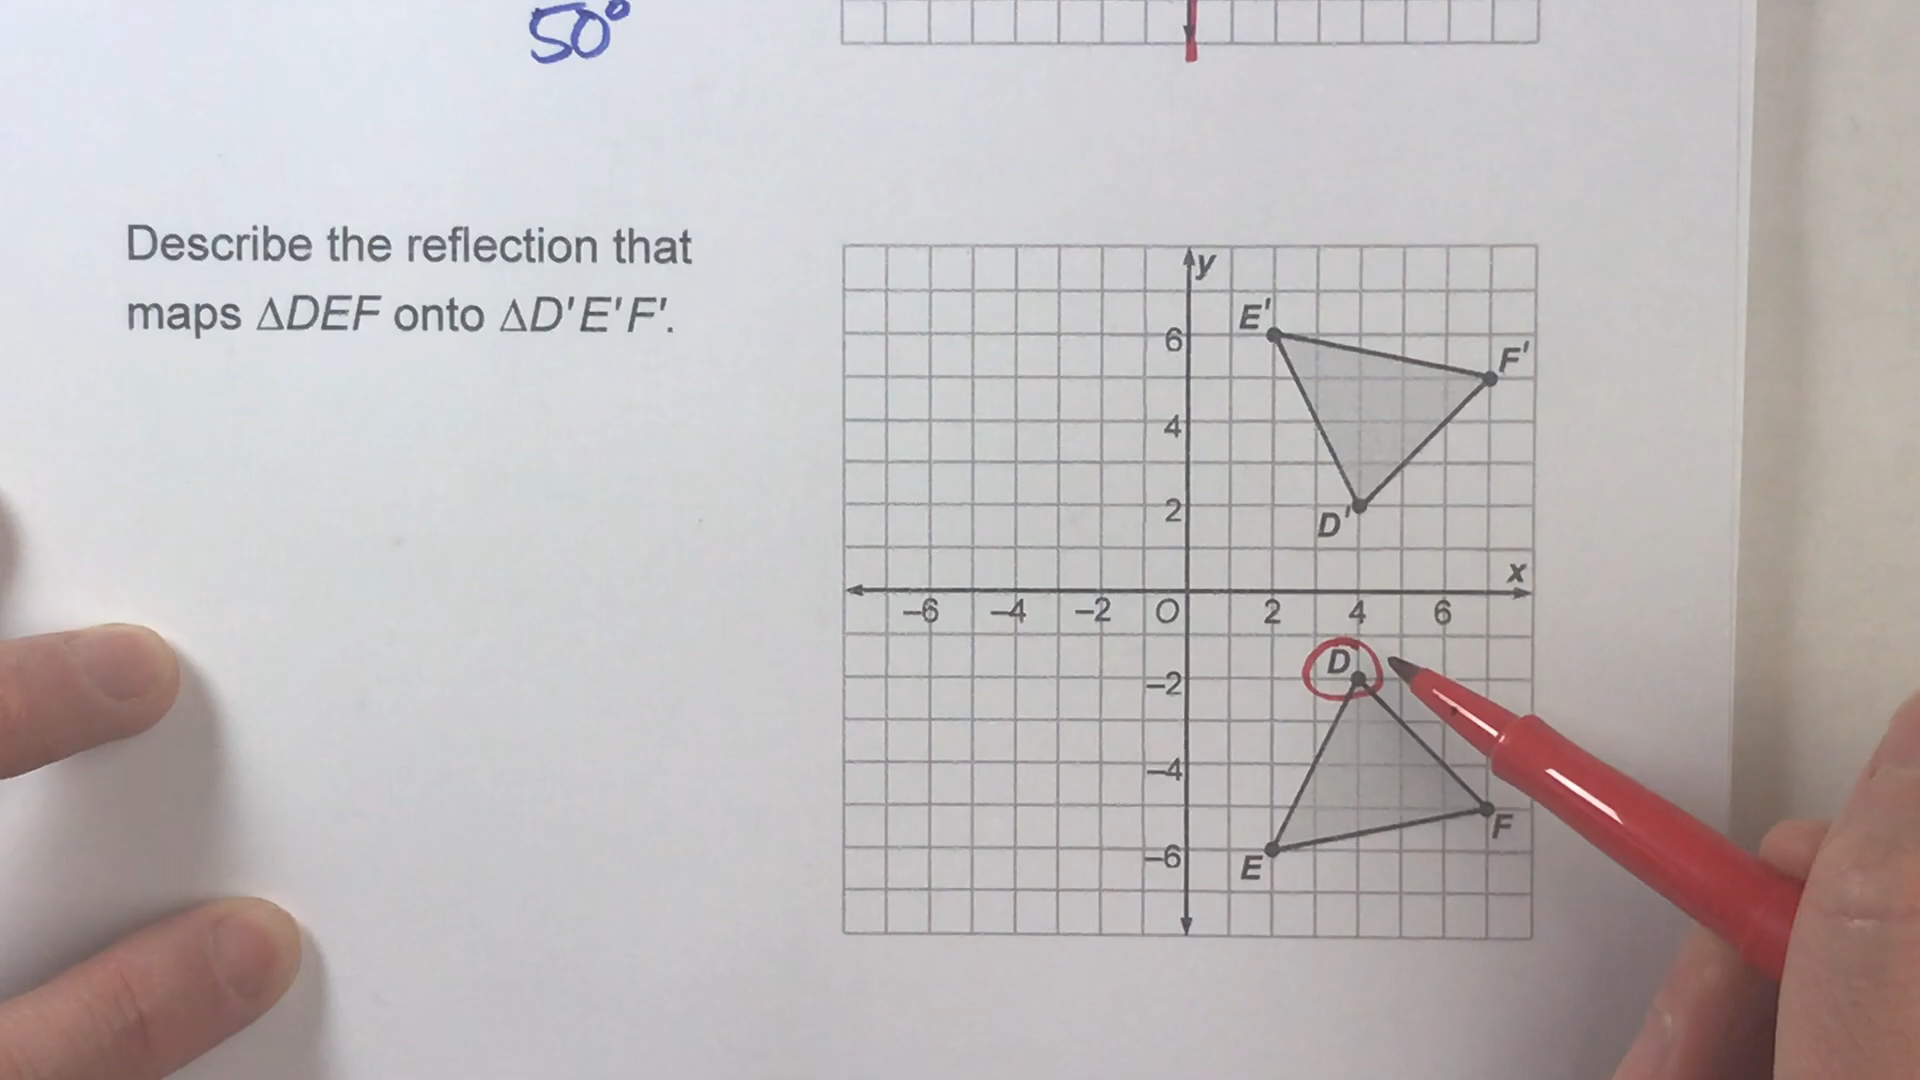 50°
Describe the reflection that
maps ΔDEF onto ΔD'E'F'.
y
E'
6
F'
4
2
D'
x
–6 –4 –2 O 2 4 6
D
–2
–4
F
–6
E